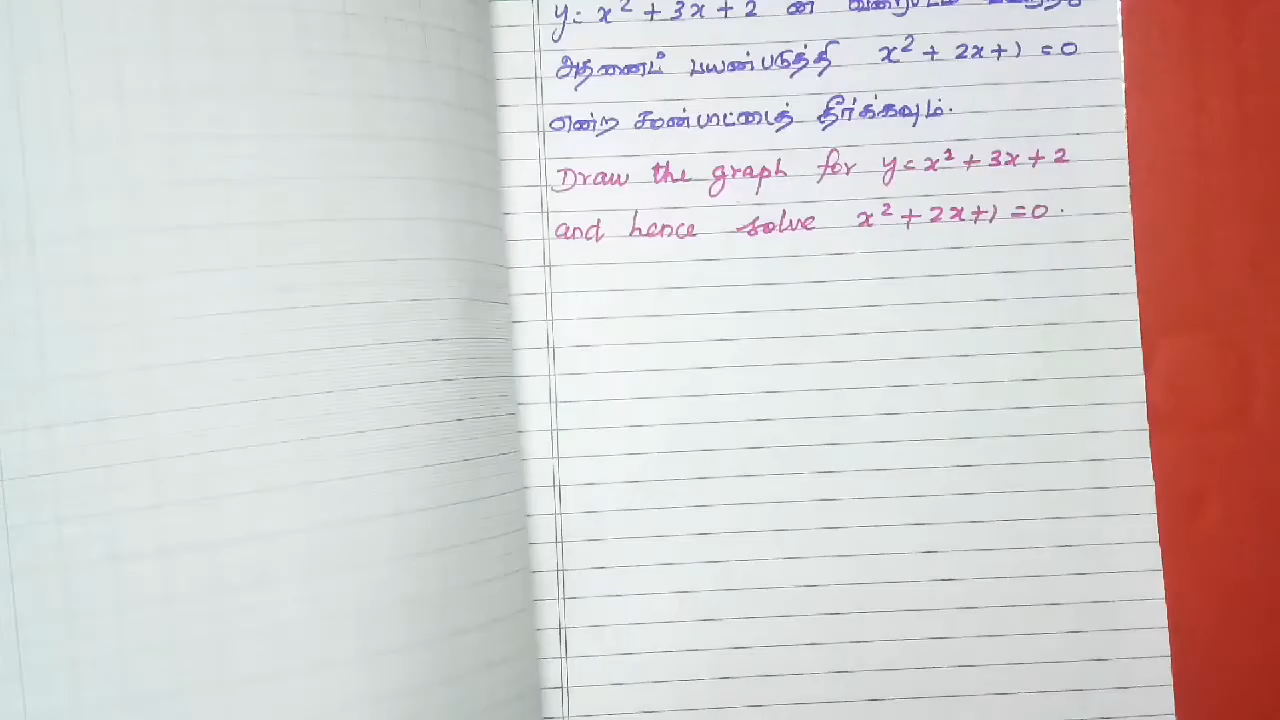 y = x² + 3x + 2 ன்
அதனைப் பயன்படுத்தி x² + 2x + 1 = 0
என்ற சமன்பாட்டைத் தீர்க்கவும்.
Draw the graph for y = x² + 3x + 2
and hence solve x² + 2x + 1 = 0.